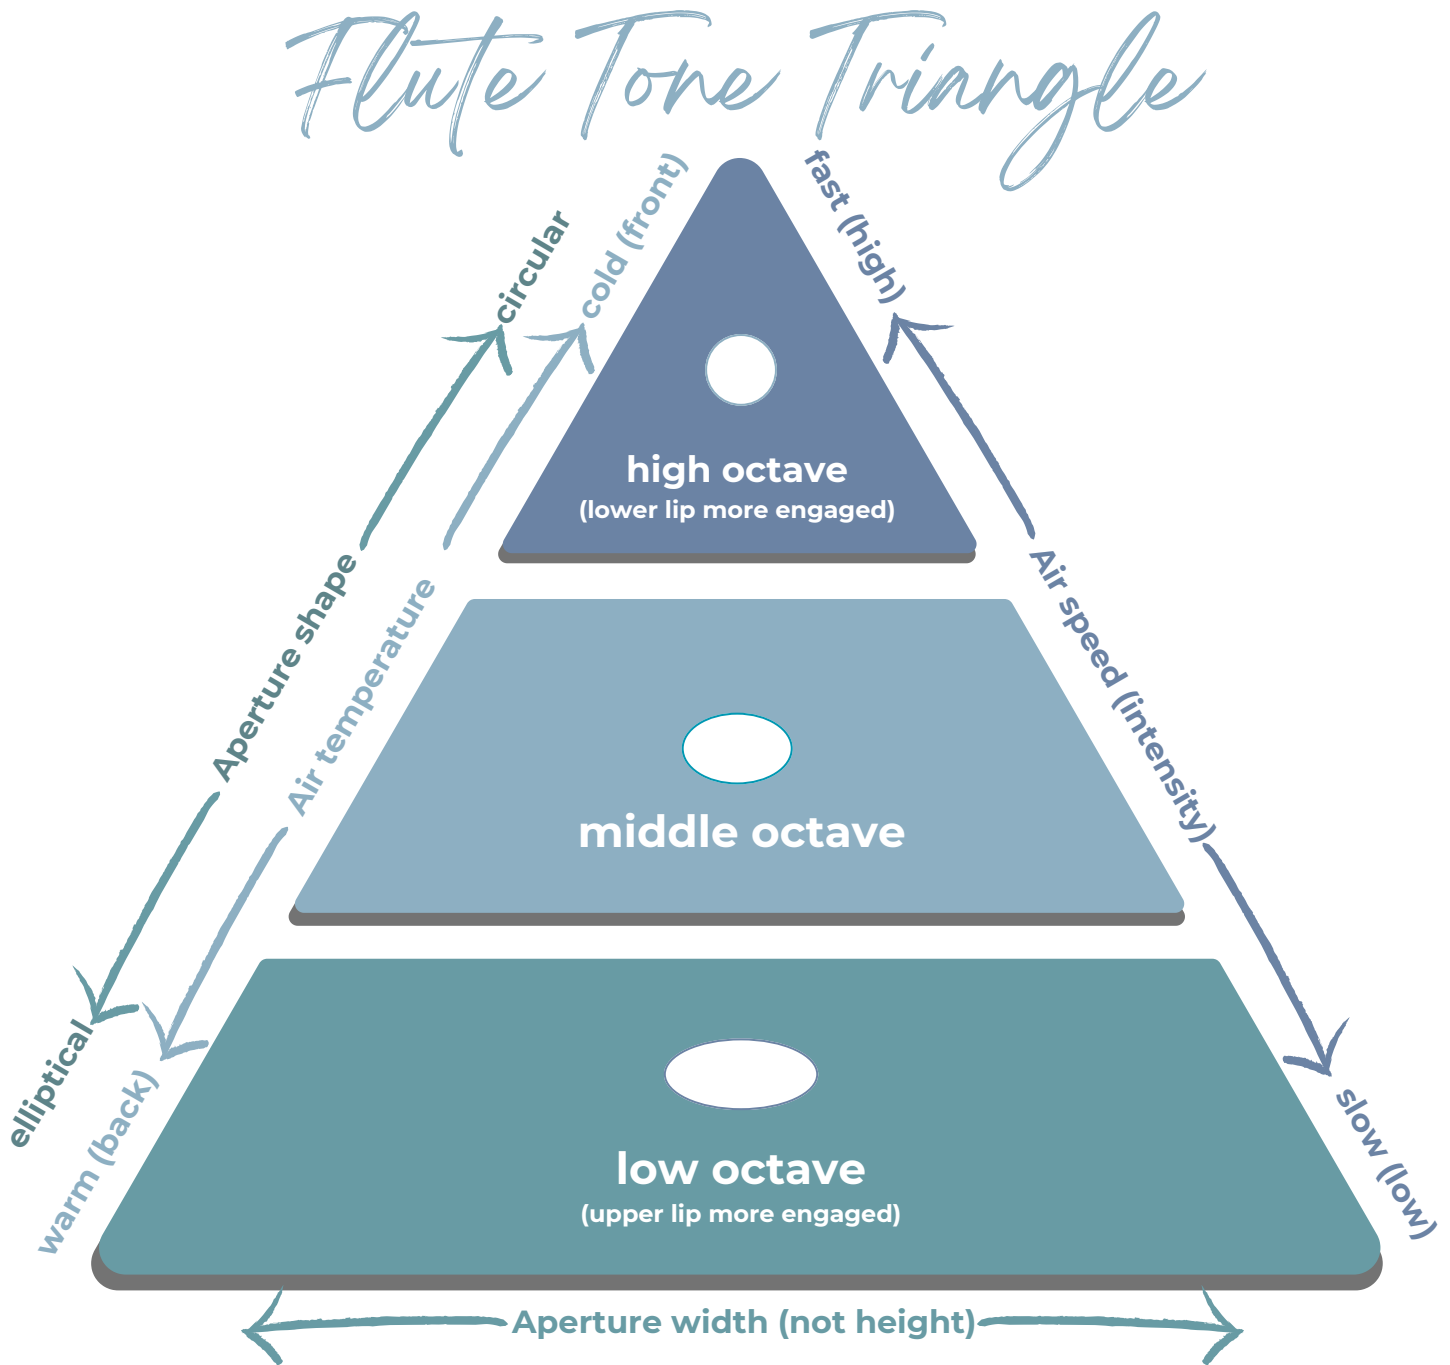 Flute Tone Triangle
circular
cold (front)
fast (high)
high octave
(lower lip more engaged)
Aperture shape
Air temperature
Air speed (intensity)
middle octave
elliptical
warm (back)
slow (low)
low octave
(upper lip more engaged)
Aperture width (not height)